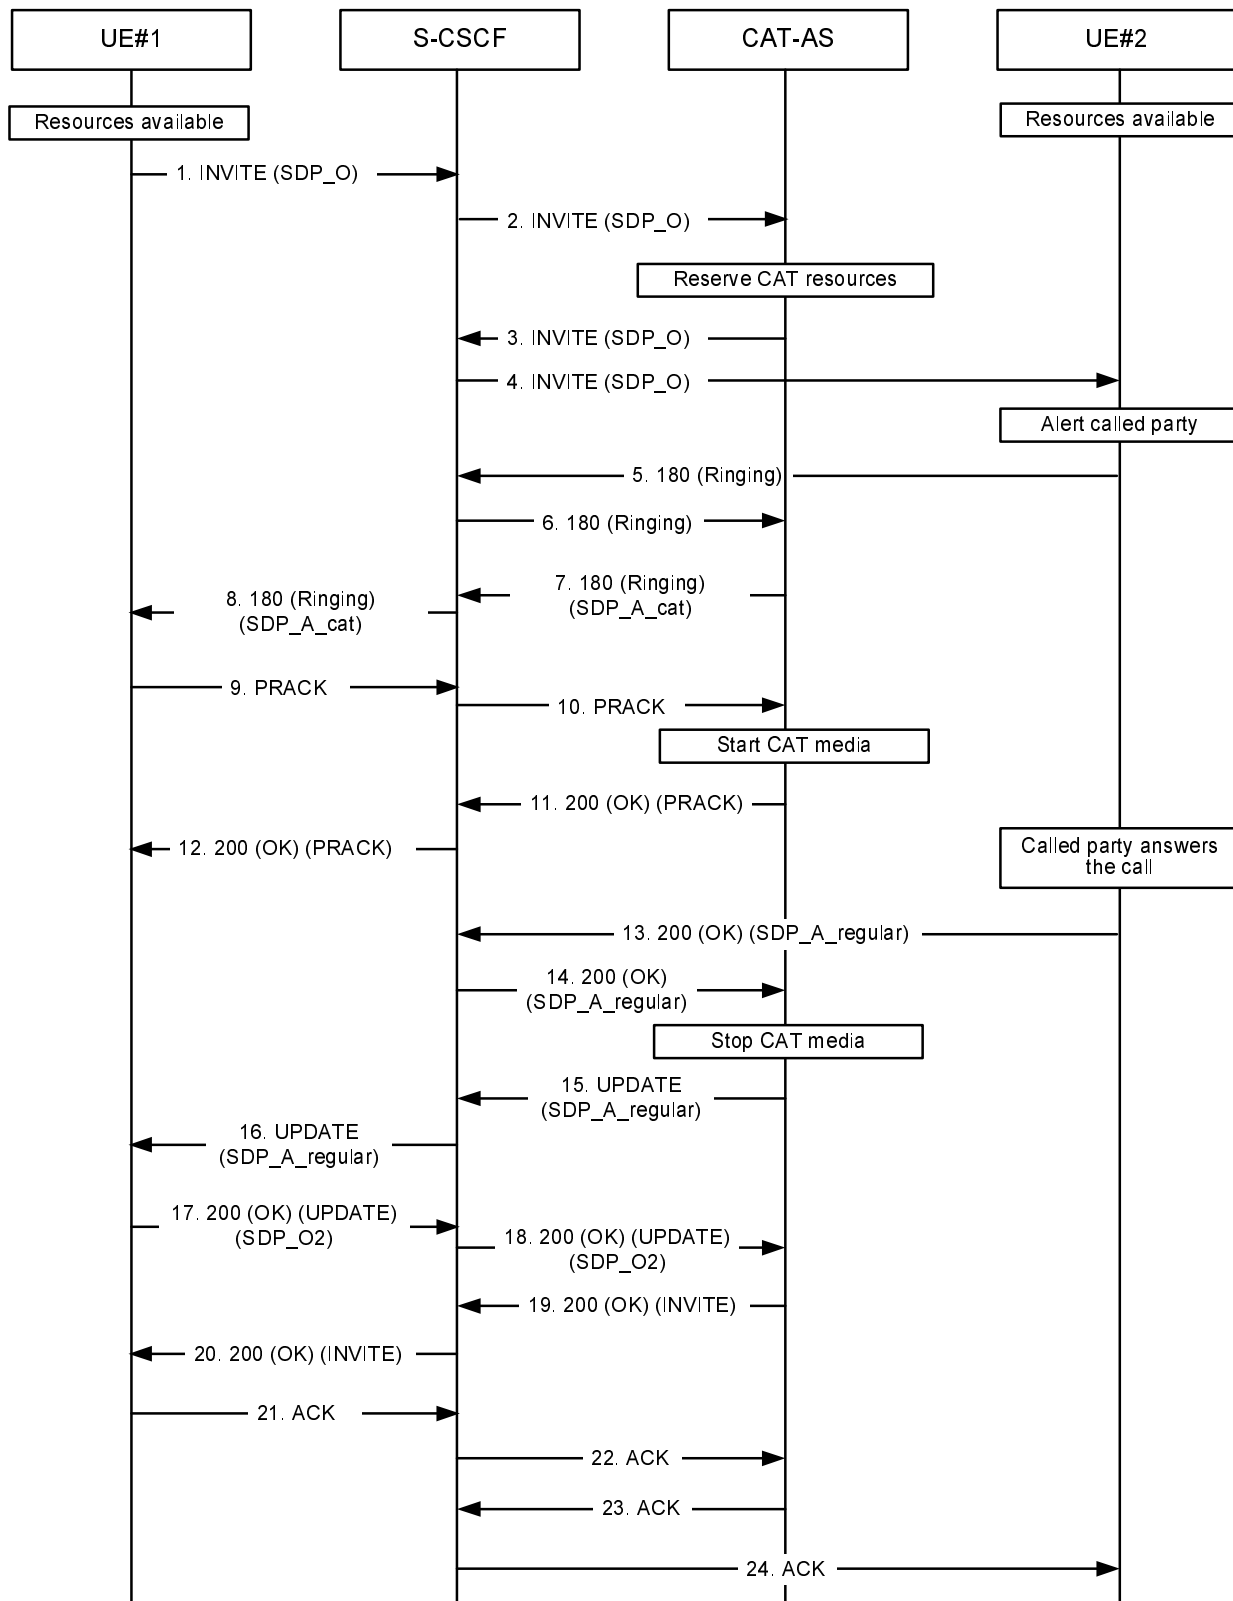 UE#1
S-CSCF
CAT-AS
UE#2
Resources available
Resources available
1. INVITE (SDP_O)
2. INVITE (SDP_O)
Reserve CAT resources
3. INVITE (SDP_O)
4. INVITE (SDP_O)
Alert called party
5. 180 (Ringing)
6. 180 (Ringing)
7. 180 (Ringing)
(SDP_A_cat)
8. 180 (Ringing)
(SDP_A_cat)
9. PRACK
10. PRACK
Start CAT media
11. 200 (OK) (PRACK)
12. 200 (OK) (PRACK)
Called party answers
the call
13. 200 (OK) (SDP_A_regular)
14. 200 (OK)
(SDP_A_regular)
Stop CAT media
15. UPDATE
(SDP_A_regular)
16. UPDATE
(SDP_A_regular)
17. 200 (OK) (UPDATE)
(SDP_O2)
18. 200 (OK) (UPDATE)
(SDP_O2)
19. 200 (OK) (INVITE)
20. 200 (OK) (INVITE)
21. ACK
22. ACK
23. ACK
24. ACK